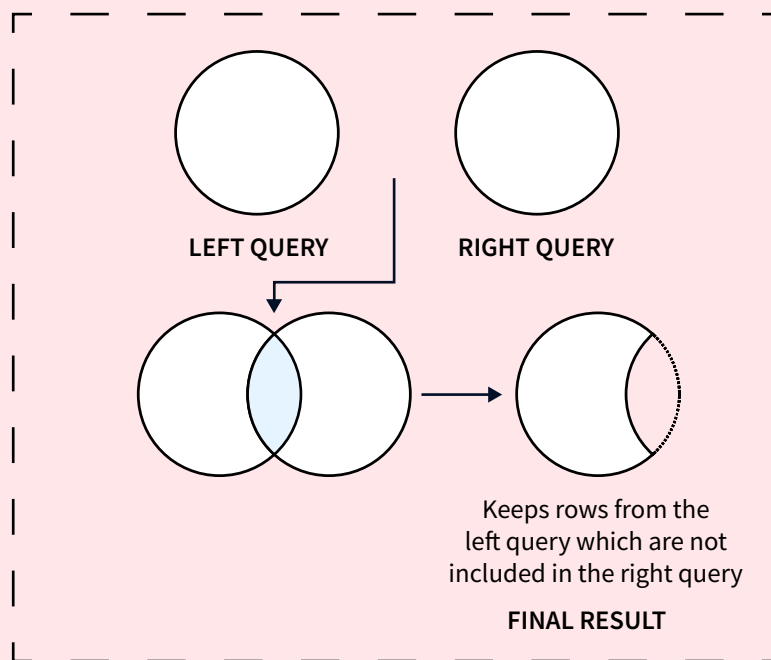 LEFT QUERY
RIGHT QUERY
Keeps rows from the
left query which are not
included in the right query
FINAL RESULT